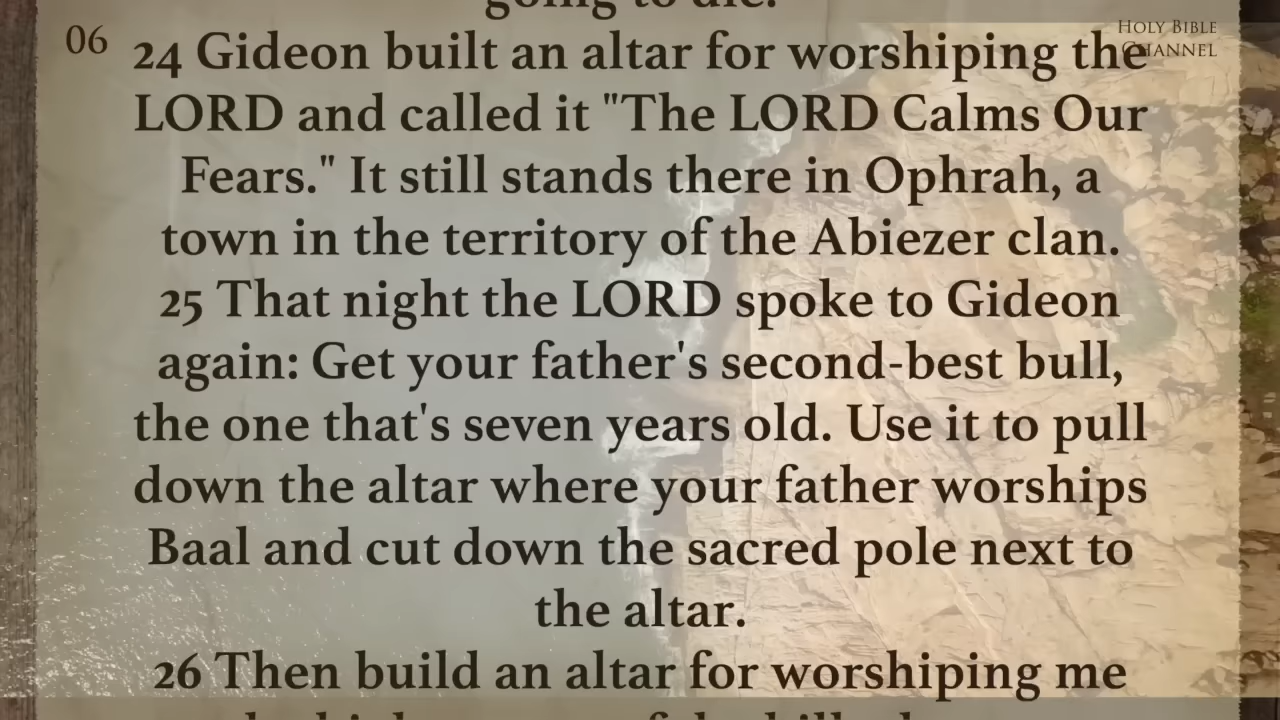 going to die.
06
HOLY BIBLE
CHANNEL
24 Gideon built an altar for worshiping the
LORD and called it "The LORD Calms Our
Fears." It still stands there in Ophrah, a
town in the territory of the Abiezer clan.
25 That night the LORD spoke to Gideon
again: Get your father's second-best bull,
the one that's seven years old. Use it to pull
down the altar where your father worships
Baal and cut down the sacred pole next to
the altar.
26 Then build an altar for worshiping me